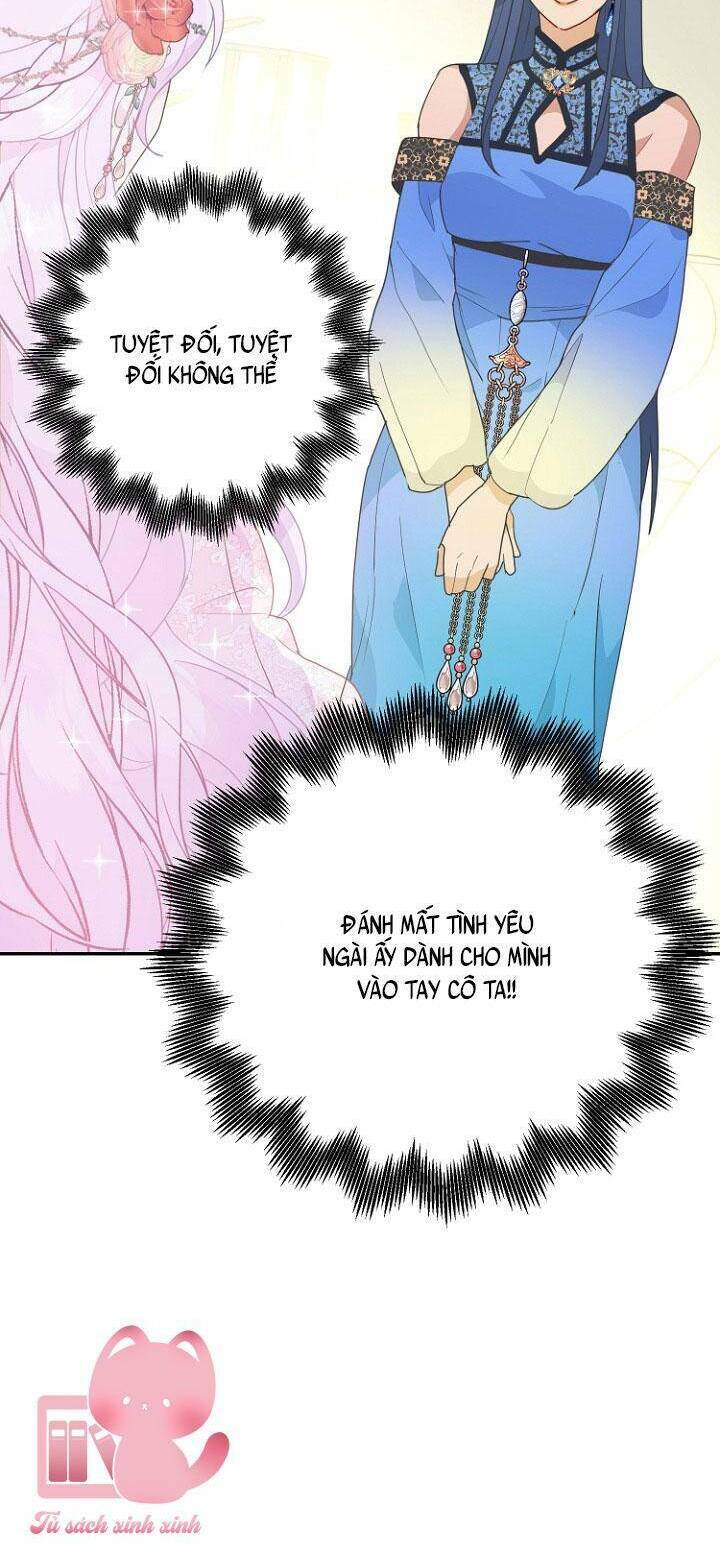 TUYỆT ĐỐI, TUYỆT
ĐỐI KHÔNG THỂ
ĐÁNH MẤT TÌNH YÊU
NGÀI ẤY DÀNH CHO MÌNH
VÀO TAY CÔ TA!!
Tủ sách xinh xinh